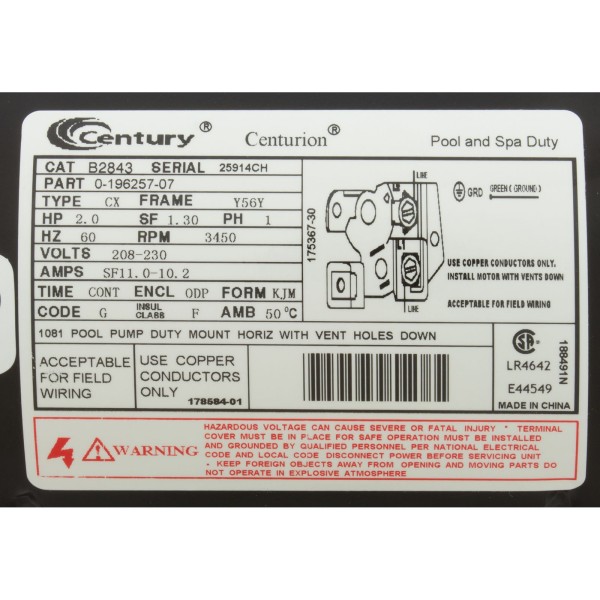 Century® Centurion® Pool and Spa Duty
CAT B2843 SERIAL 25914CH
PART 0-196257-07
TYPE CX FRAME Y56Y
HP 2.0 SF 1.30 PH 1
HZ 60 RPM 3450
VOLTS 208-230
AMPS SF11.0-10.2
TIME CONT ENCL ODP FORM KJM
CODE G INSUL CLASS F AMB 50°C
175367-30
LINE
L1
LINE
GRD GREEN (GROUND)
USE COPPER CONDUCTORS ONLY.
INSTALL MOTOR WITH VENTS DOWN
ACCEPTABLE FOR FIELD WIRING
1081 POOL PUMP DUTY MOUNT HORIZ WITH VENT HOLES DOWN
ACCEPTABLE
FOR FIELD
WIRING
USE COPPER
CONDUCTORS
ONLY
178584-01
LR4642
E44549
MADE IN CHINA
188491N
WARNING
HAZARDOUS VOLTAGE CAN CAUSE SEVERE OR FATAL INJURY * TERMINAL
COVER MUST BE IN PLACE FOR SAFE OPERATION MUST BE INSTALLED
AND GROUNDED BY QUALIFIED PERSONNEL PER NATIONAL ELECTRICAL
CODE AND LOCAL CODE DISCONNECT POWER BEFORE SERVICING UNIT
- KEEP FOREIGN OBJECTS AWAY FROM OPENING AND MOVING PARTS DO
NOT OPERATE IN EXPLOSIVE ATMOSPHERE